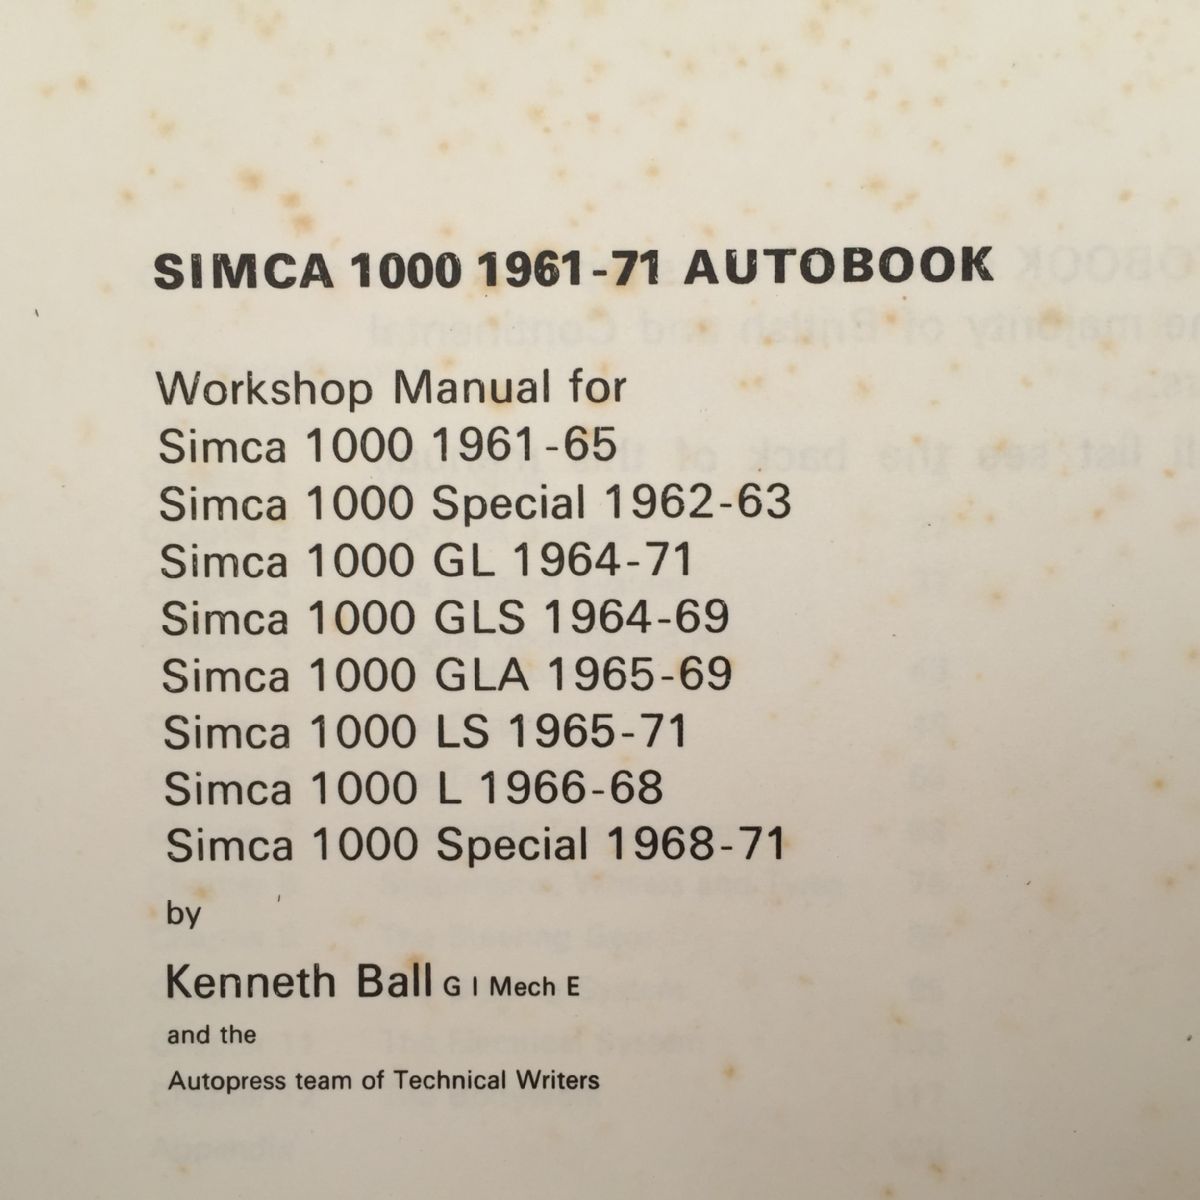 SIMCA 1000 1961-71 AUTOBOOK
Workshop Manual for
Simca 1000 1961-65
Simca 1000 Special 1962-63
Simca 1000 GL 1964-71
Simca 1000 GLS 1964-69
Simca 1000 GLA 1965-69
Simca 1000 LS 1965-71
Simca 1000 L 1966-68
Simca 1000 Special 1968-71
by
Kenneth Ball G I Mech E
and the
Autopress team of Technical Writers